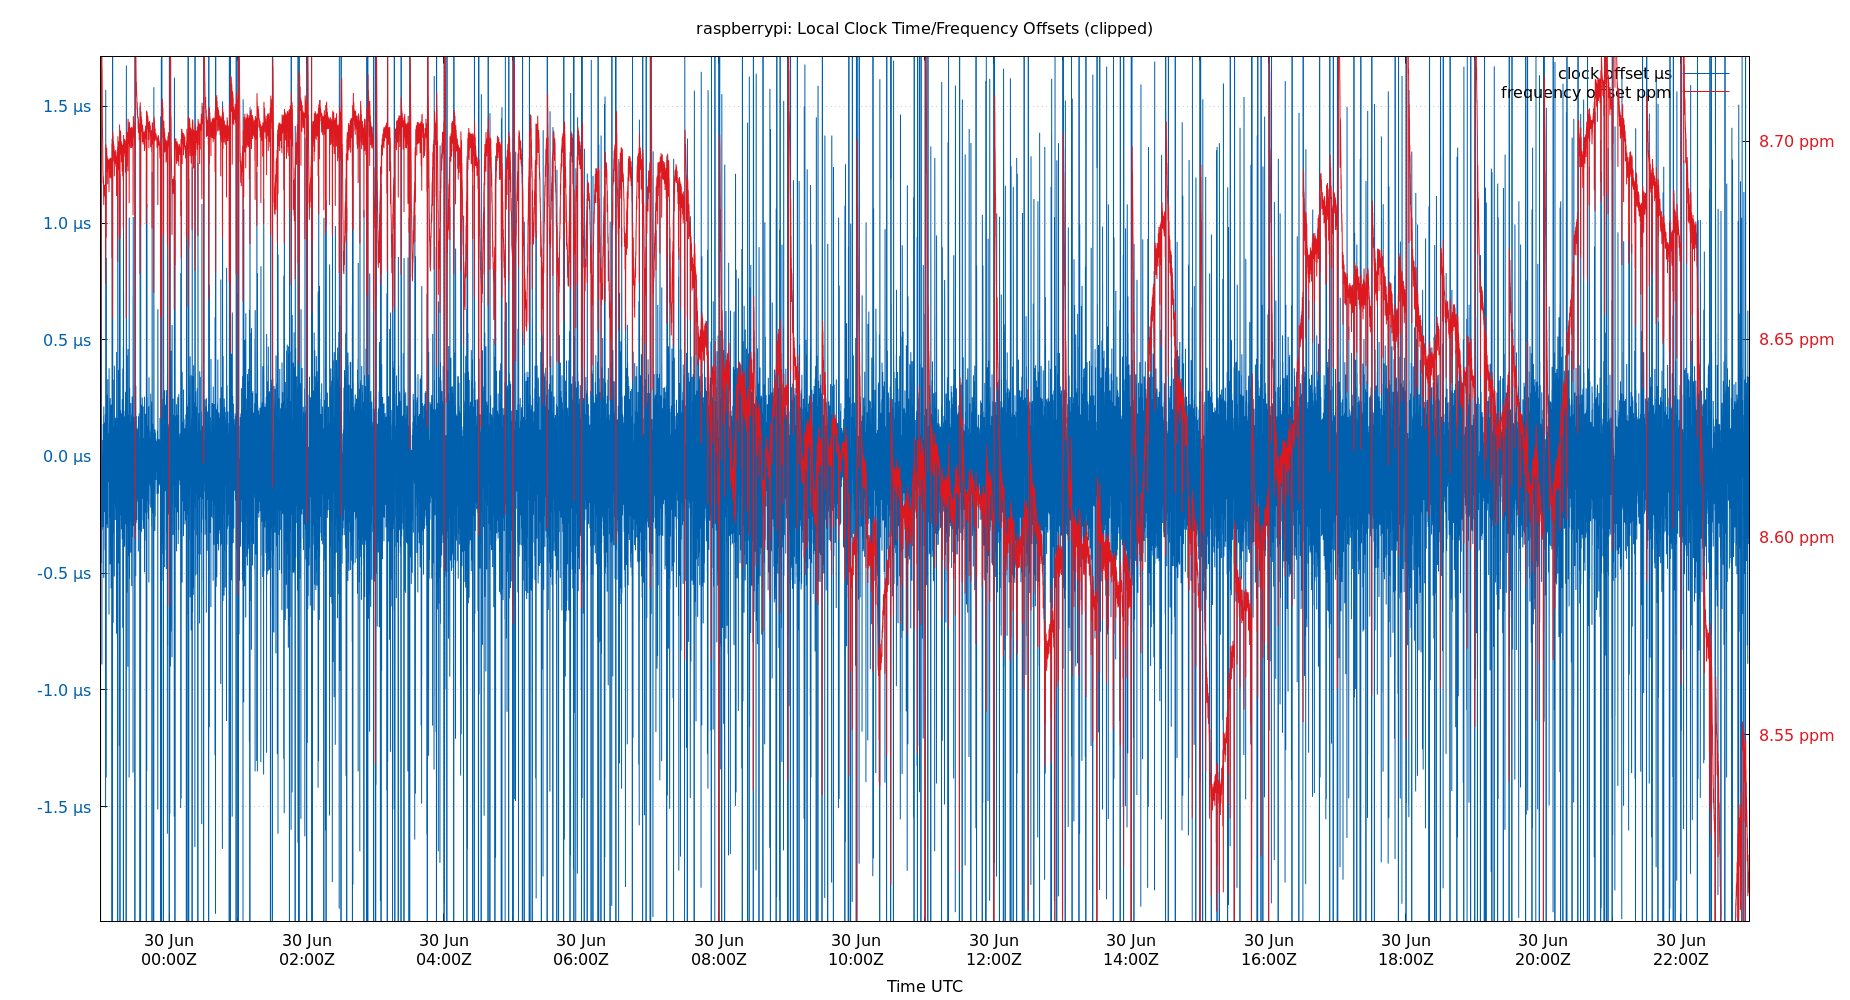 raspberrypi: Local Clock Time/Frequency Offsets (clipped)
clock offset µs
frequency offset ppm
1.5 µs
1.0 µs
0.5 µs
0.0 µs
-0.5 µs
-1.0 µs
-1.5 µs
8.70 ppm
8.65 ppm
8.60 ppm
8.55 ppm
30 Jun 30 Jun 30 Jun 30 Jun 30 Jun 30 Jun 30 Jun 30 Jun 30 Jun 30 Jun 30 Jun 30 Jun
00:00Z 02:00Z 04:00Z 06:00Z 08:00Z 10:00Z 12:00Z 14:00Z 16:00Z 18:00Z 20:00Z 22:00Z
Time UTC